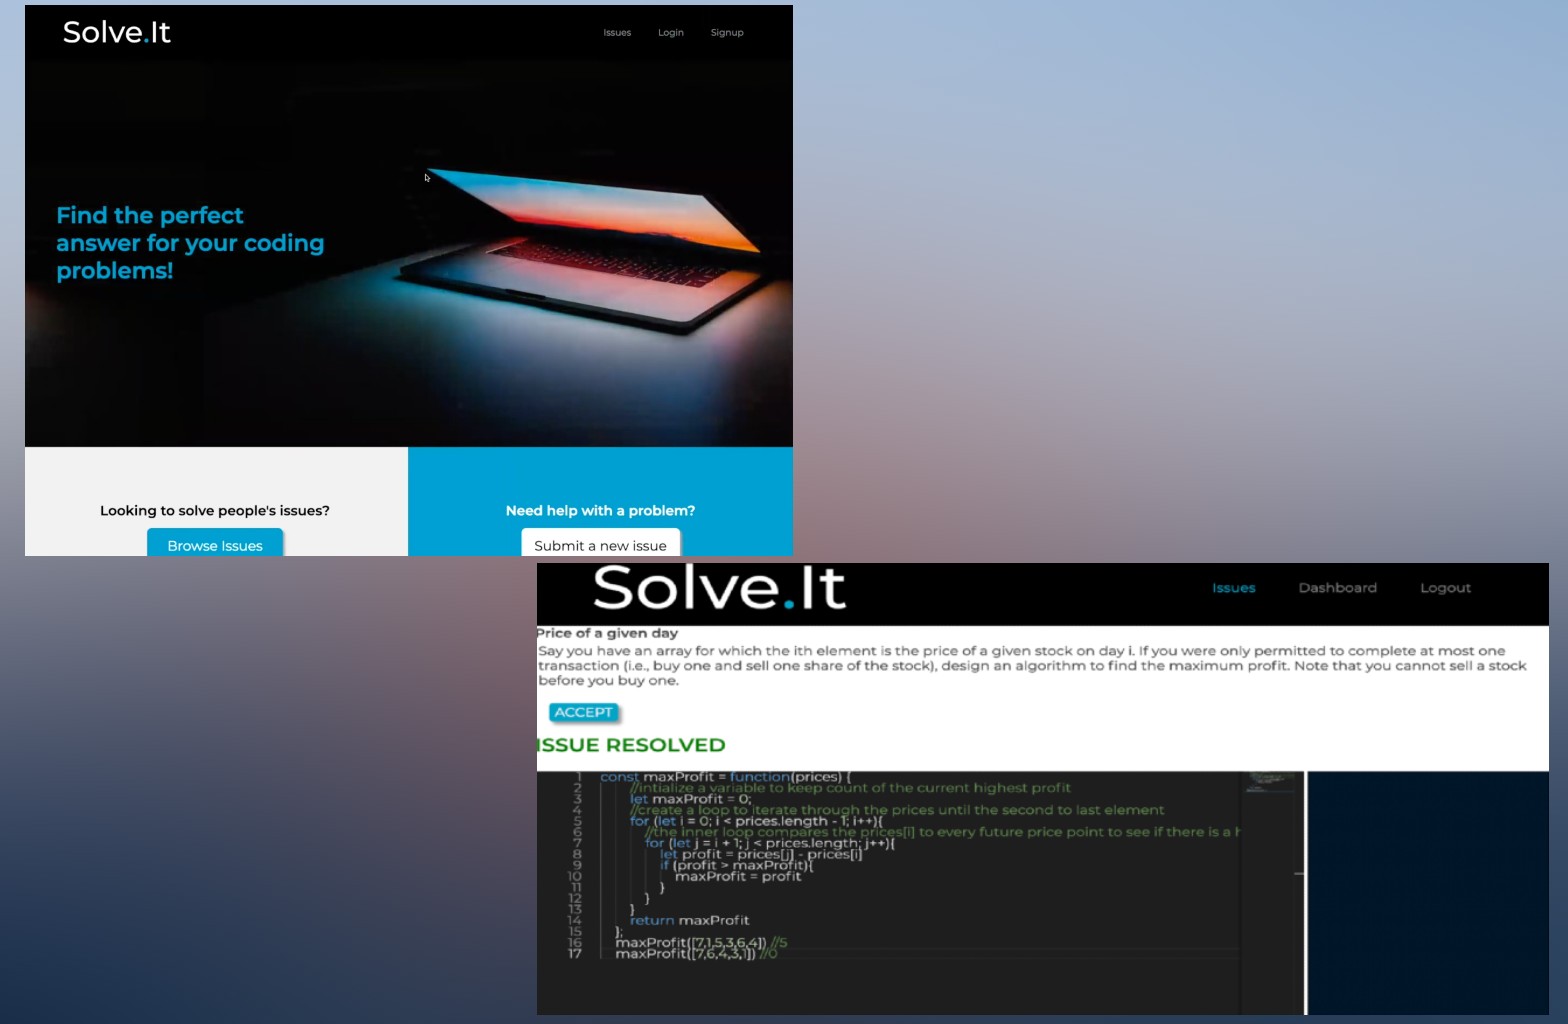 Solve.It
Issues Login Signup
Find the perfect
answer for your coding
problems!
Looking to solve people's issues?
Browse Issues
Need help with a problem?
Submit a new issue
Solve.It
Issues Dashboard Logout
Price of a given day
Say you have an array for which the ith element is the price of a given stock on day i. If you were only permitted to complete at most one
transaction (i.e., buy one and sell one share of the stock), design an algorithm to find the maximum profit. Note that you cannot sell a stock
before you buy one.
ACCEPT
ISSUE RESOLVED
1 const maxProfit = function(prices) {
2 //intialize a variable to keep count of the current highest profit
3 let maxProfit = 0;
4 //create a loop to iterate through the prices until the second to last element
5 for (let i = 0; i < prices.length - 1; i++){
6 //the inner loop compares the prices[i] to every future price point to see if there is a h
7 for (let j = i + 1; j < prices.length; j++){
8 let profit = prices[j] - prices[i]
9 if (profit > maxProfit){
10 maxProfit = profit
11 }
12 }
13 }
14 return maxProfit
15 };
16 maxProfit([7,1,5,3,6,4]) //5
17 maxProfit([7,6,4,3,1]) //0